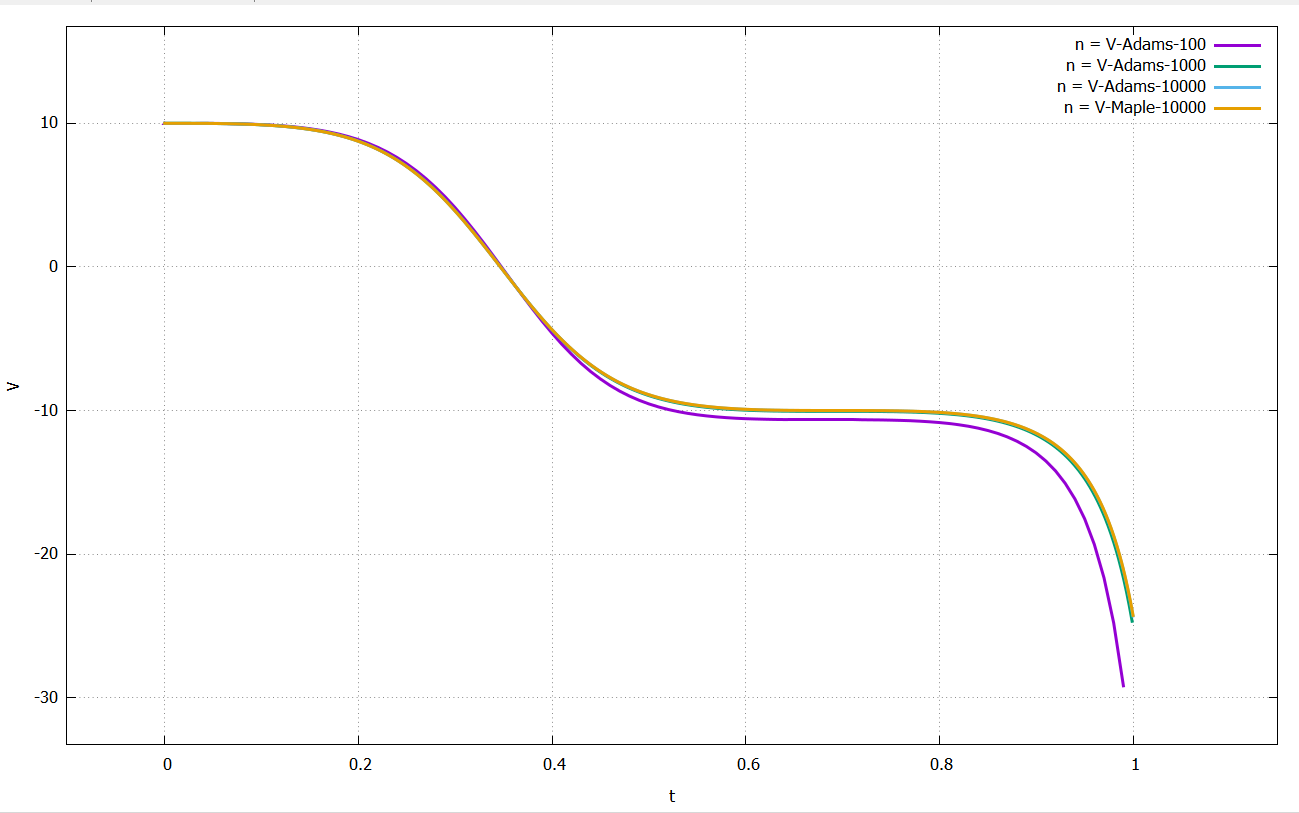 n = V-Adams-100
n = V-Adams-1000
n = V-Adams-10000
n = V-Maple-10000
10
0
-10
-20
-30
V
0 0.2 0.4 0.6 0.8 1
t